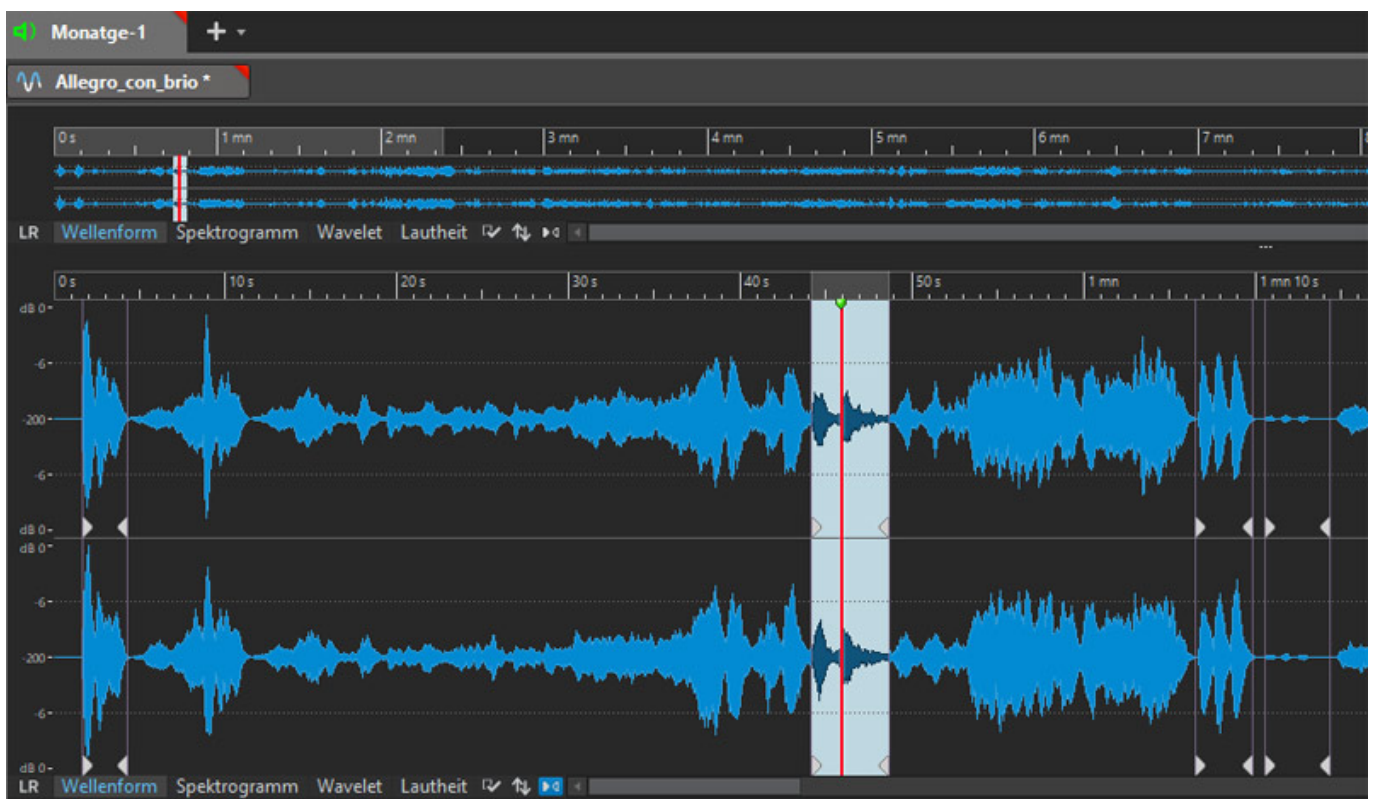 Monatge-1
Allegro_con_brio *
0 s 1 mn 2 mn 3 mn 4 mn 5 mn 6 mn 7 mn
LR Wellenform Spektrogramm Wavelet Lautheit
0 s 10 s 20 s 30 s 40 s 50 s 1 mn 1 mn 10 s
dB 0-
-6-
-200-
-6-
dB 0-
dB 0-
-6-
-200-
-6-
dB 0-
LR Wellenform Spektrogramm Wavelet Lautheit